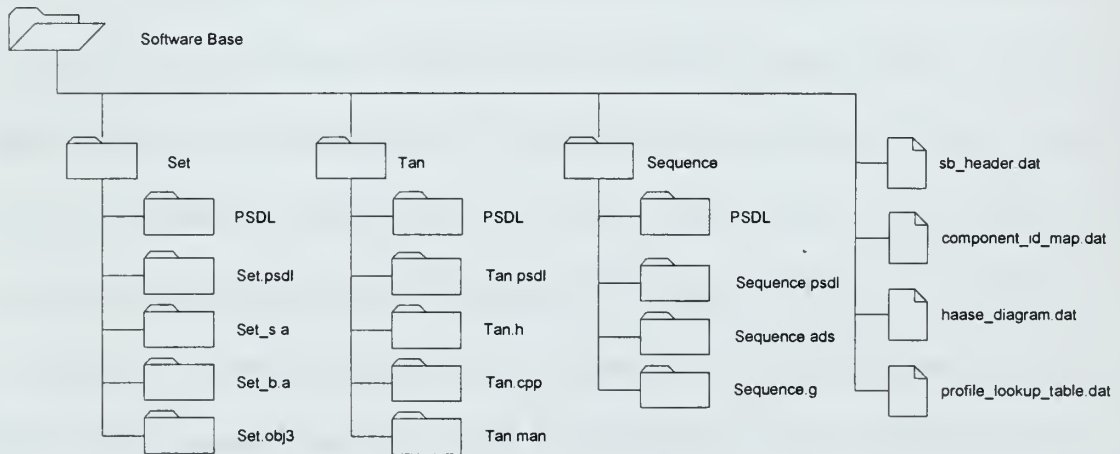 Software Base
Set
Tan
Sequence
sb_header.dat
PSDL
PSDL
PSDL
component_id_map.dat
Set.psdl
Tan psdl
Sequence psdl
Set_s a
Tan.h
Sequence ads
haase_diagram.dat
Set_b.a
Tan.cpp
Sequence.g
profile_lookup_table.dat
Set.obj3
Tan man